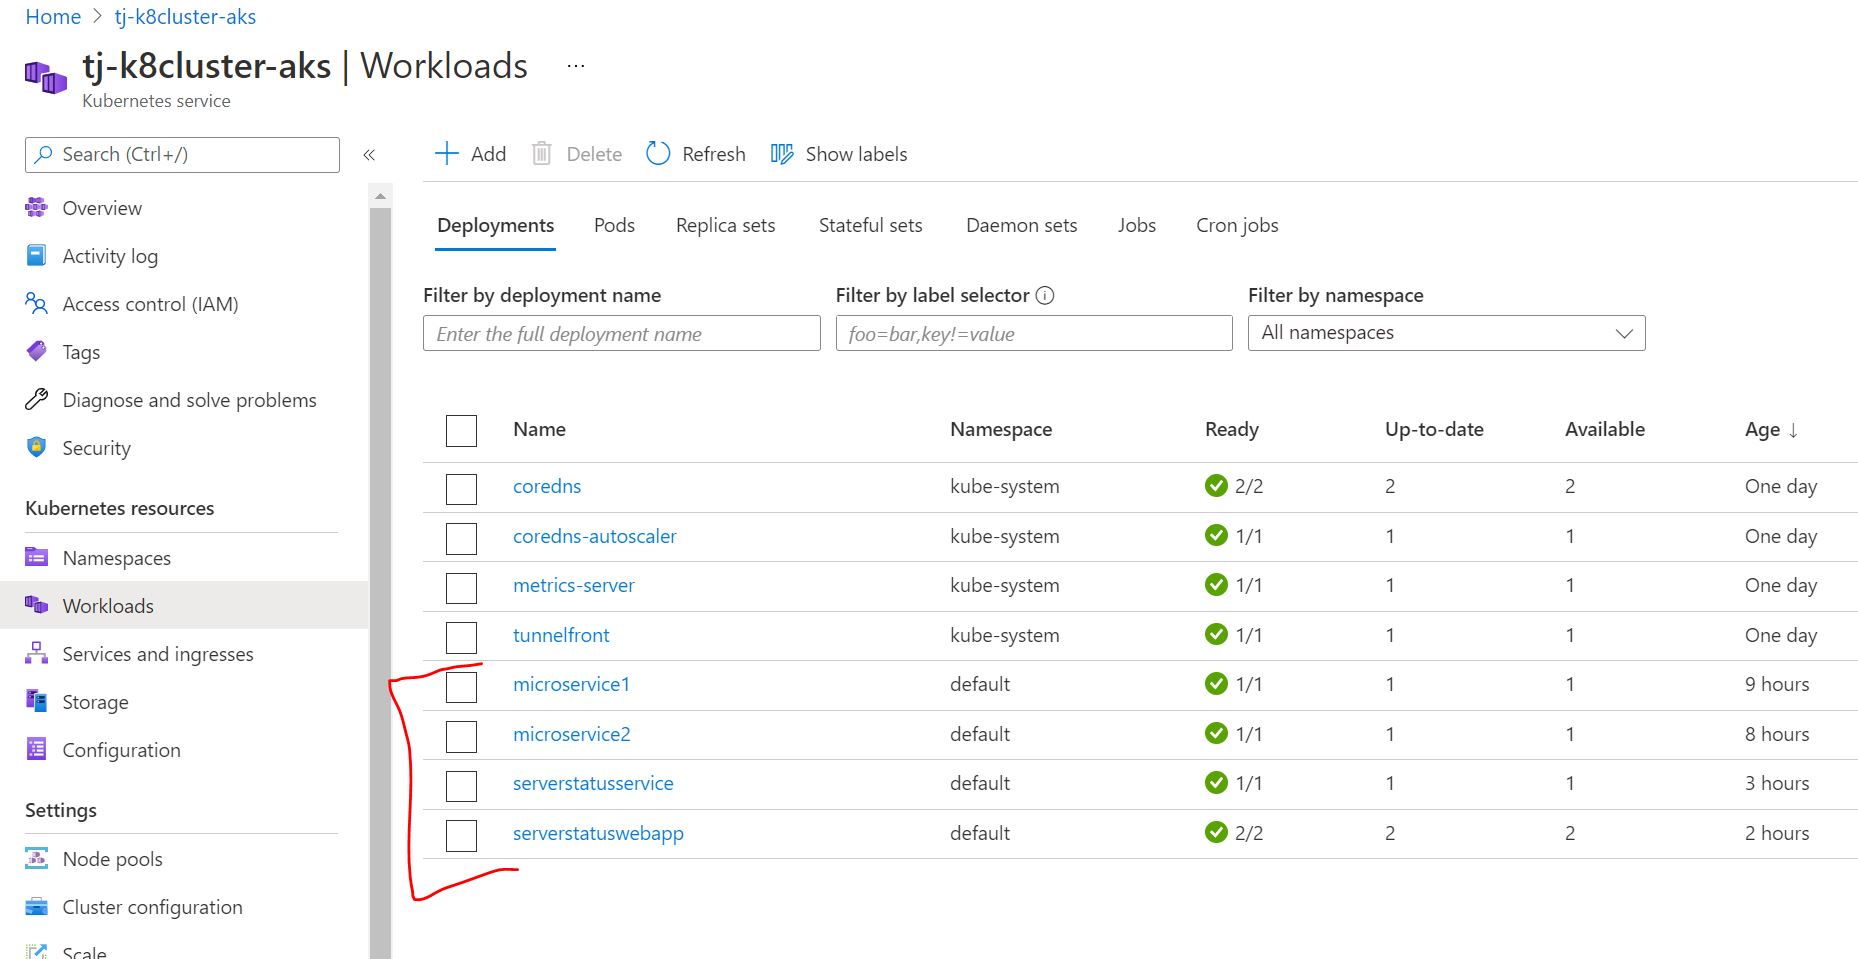 Home > tj-k8cluster-aks
tj-k8cluster-aks | Workloads ...
Kubernetes service
Search (Ctrl+/) «
Overview
Activity log
Access control (IAM)
Tags
Diagnose and solve problems
Security
Kubernetes resources
Namespaces
Workloads
Services and ingresses
Storage
Configuration
Settings
Node pools
Cluster configuration
Scale
Add Delete Refresh Show labels
Deployments Pods Replica sets Stateful sets Daemon sets Jobs Cron jobs
Filter by deployment name Filter by label selector Filter by namespace
Enter the full deployment name foo=bar,key!=value All namespaces
Name Namespace Ready Up-to-date Available Age ↓
coredns kube-system 2/2 2 2 One day
coredns-autoscaler kube-system 1/1 1 1 One day
metrics-server kube-system 1/1 1 1 One day
tunnelfront kube-system 1/1 1 1 One day
microservice1 default 1/1 1 1 9 hours
microservice2 default 1/1 1 1 8 hours
serverstatusservice default 1/1 1 1 3 hours
serverstatuswebapp default 2/2 2 2 2 hours